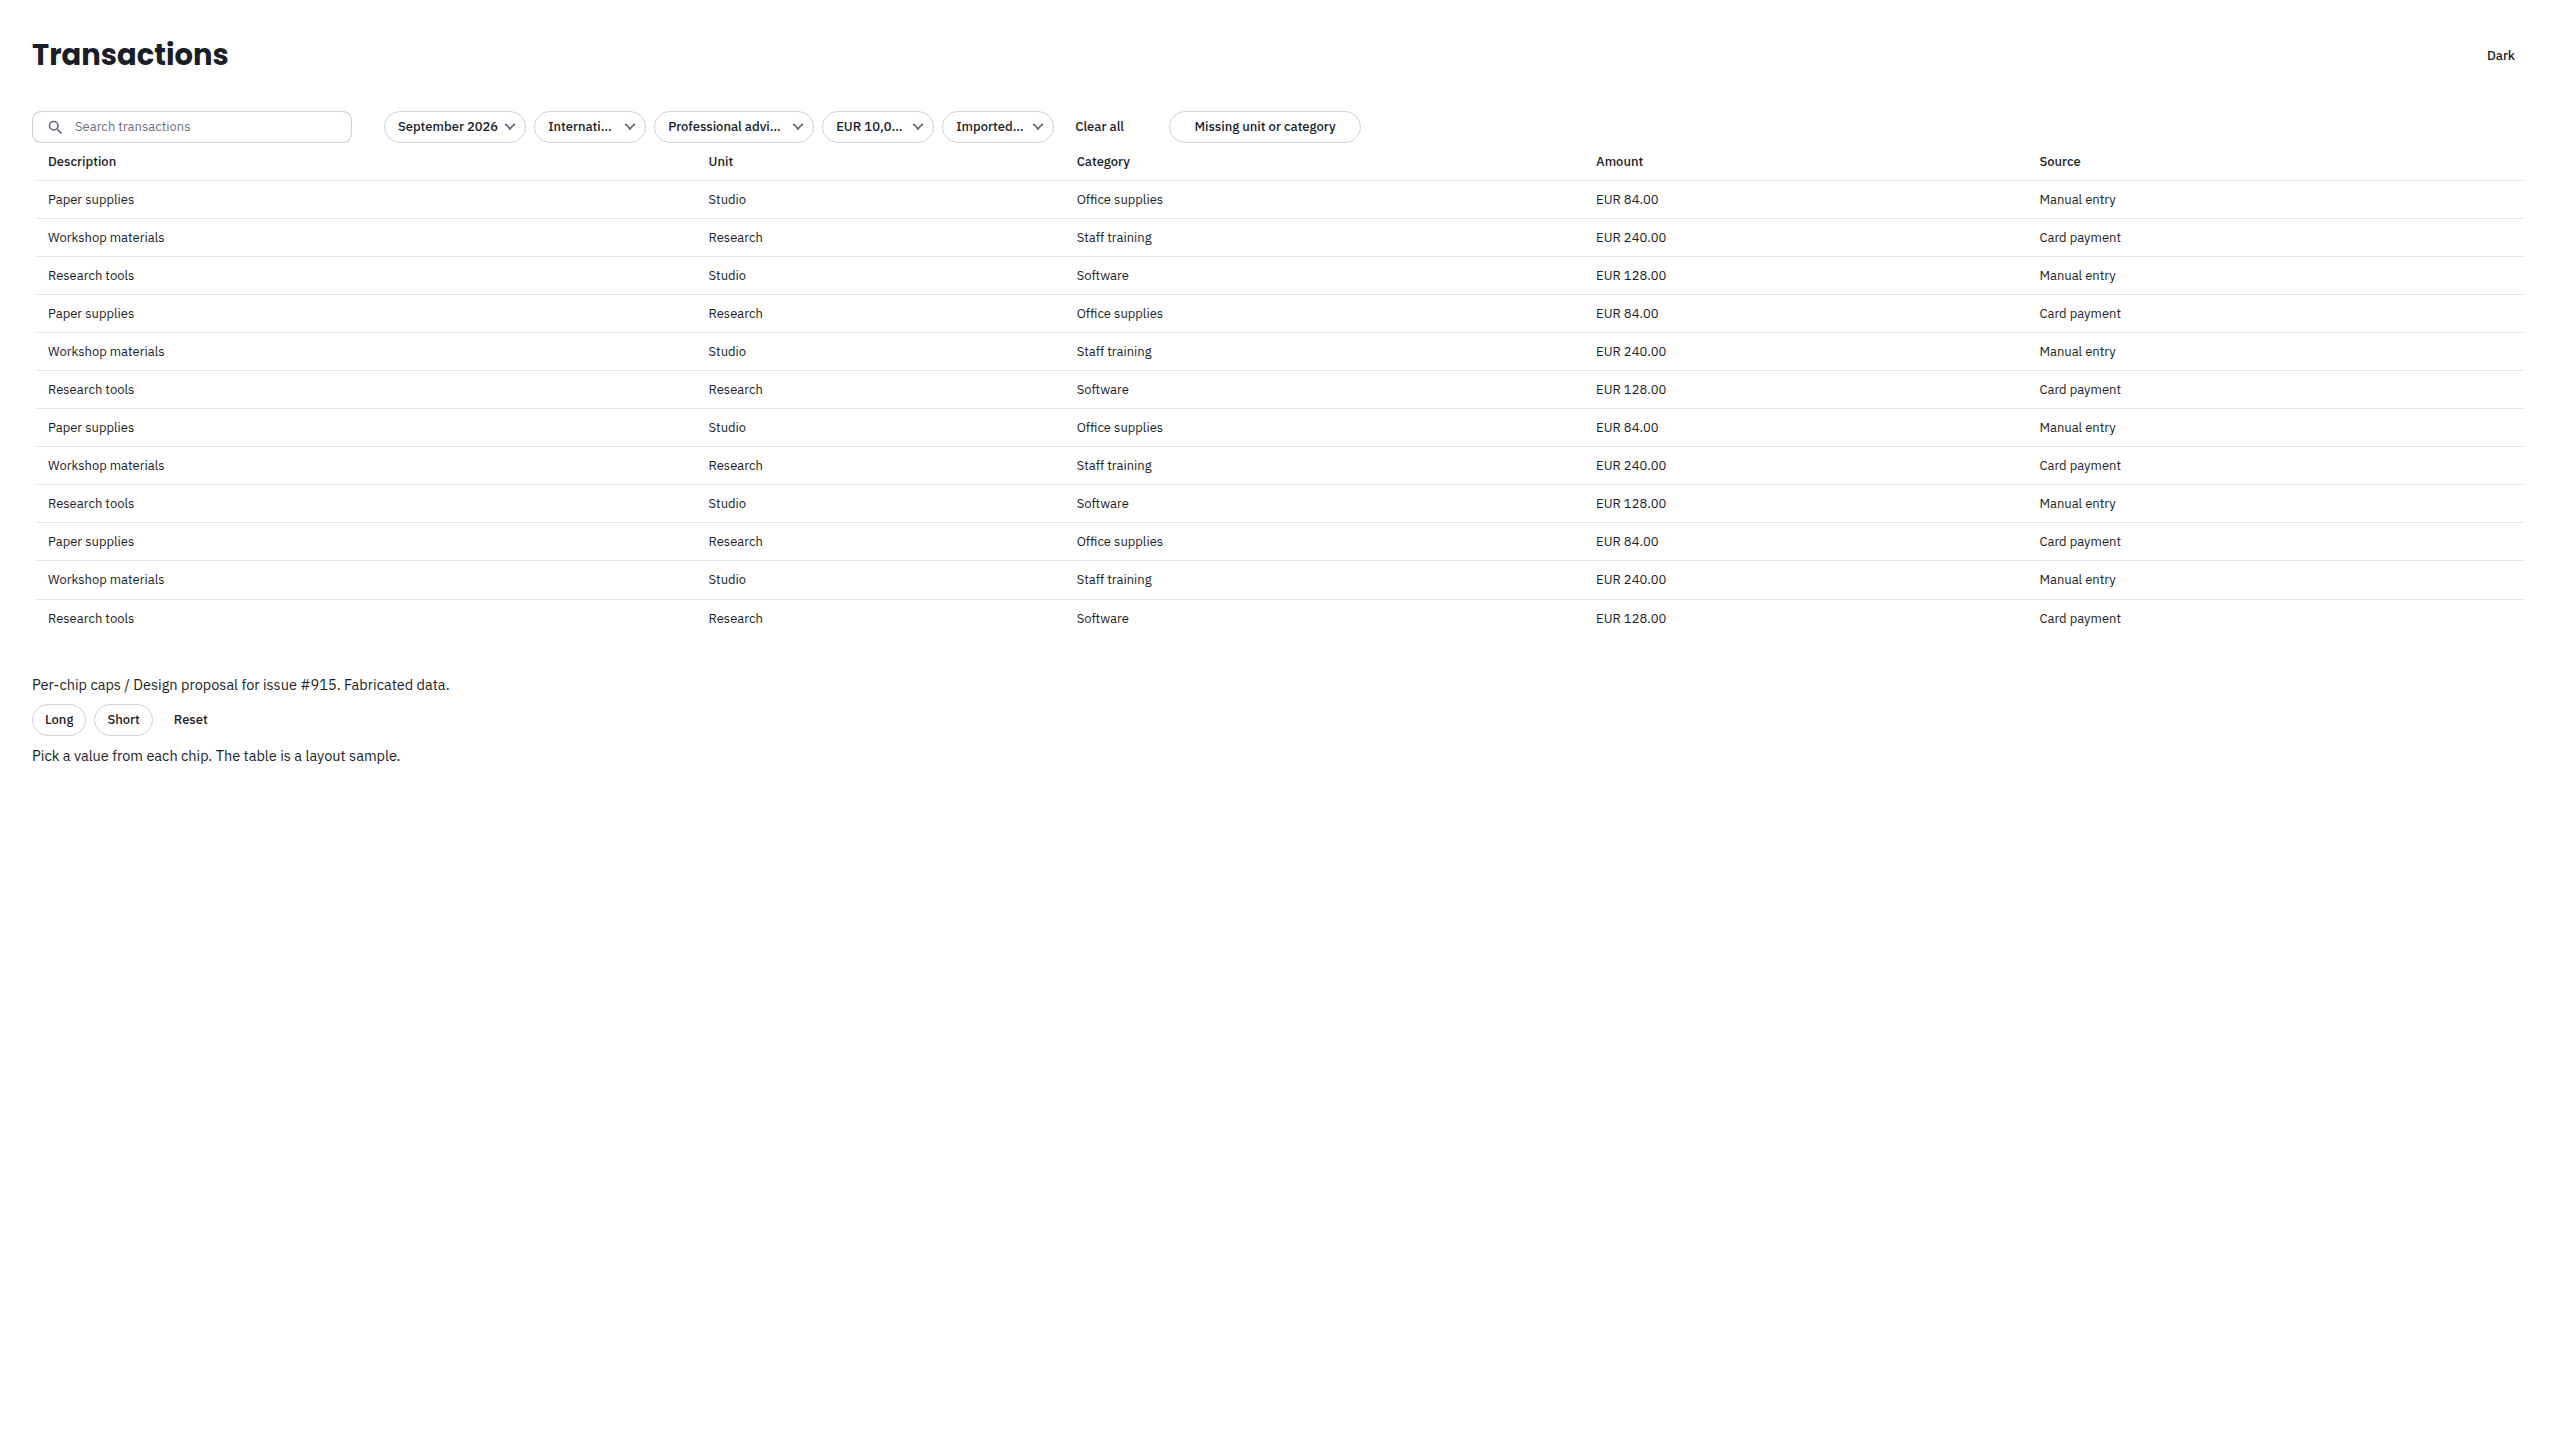 Transactions
Dark
Search transactions
September 2026 Internati... Professional advi... EUR 10,0... Imported... Clear all Missing unit or category
Description Unit Category Amount Source
Paper supplies Studio Office supplies EUR 84.00 Manual entry
Workshop materials Research Staff training EUR 240.00 Card payment
Research tools Studio Software EUR 128.00 Manual entry
Paper supplies Research Office supplies EUR 84.00 Card payment
Workshop materials Studio Staff training EUR 240.00 Manual entry
Research tools Research Software EUR 128.00 Card payment
Paper supplies Studio Office supplies EUR 84.00 Manual entry
Workshop materials Research Staff training EUR 240.00 Card payment
Research tools Studio Software EUR 128.00 Manual entry
Paper supplies Research Office supplies EUR 84.00 Card payment
Workshop materials Studio Staff training EUR 240.00 Manual entry
Research tools Research Software EUR 128.00 Card payment
Per-chip caps / Design proposal for issue #915. Fabricated data.
Long Short Reset
Pick a value from each chip. The table is a layout sample.